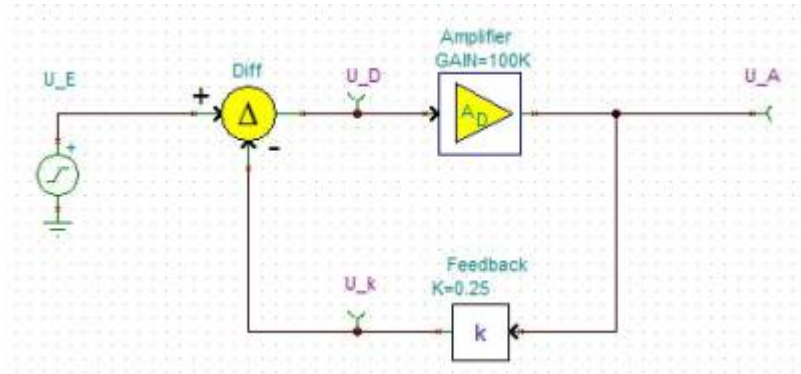 Amplifier
GAIN=100K
U_E
Diff
U_D
U_A
+
Δ
-
A_D
+
Feedback
K=0.25
U_k
k